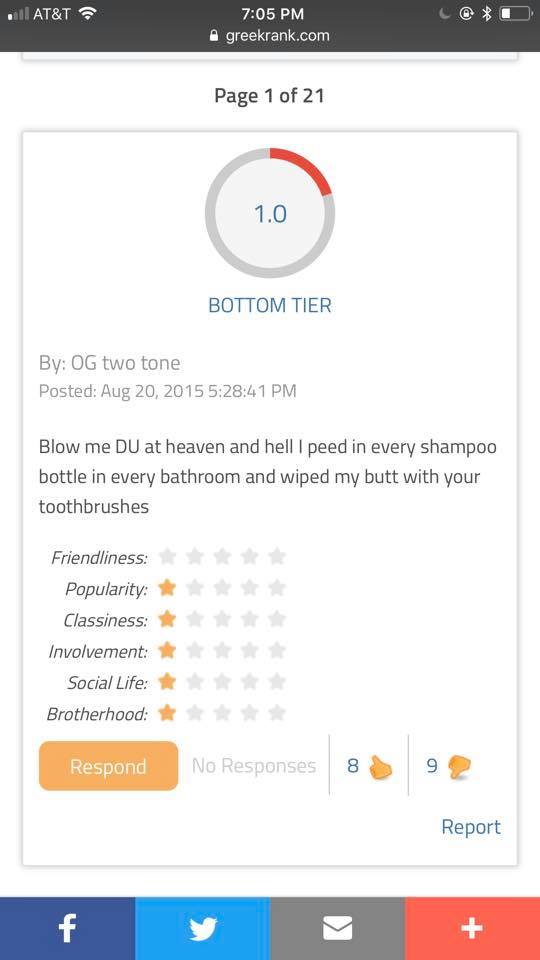 AT&T 7:05 PM
greekrank.com
Page 1 of 21
1.0
BOTTOM TIER
By: OG two tone
Posted: Aug 20, 2015 5:28:41 PM
Blow me DU at heaven and hell I peed in every shampoo
bottle in every bathroom and wiped my butt with your
toothbrushes
Friendliness:
Popularity:
Classiness:
Involvement:
Social Life:
Brotherhood:
Respond No Responses 8 9
Report